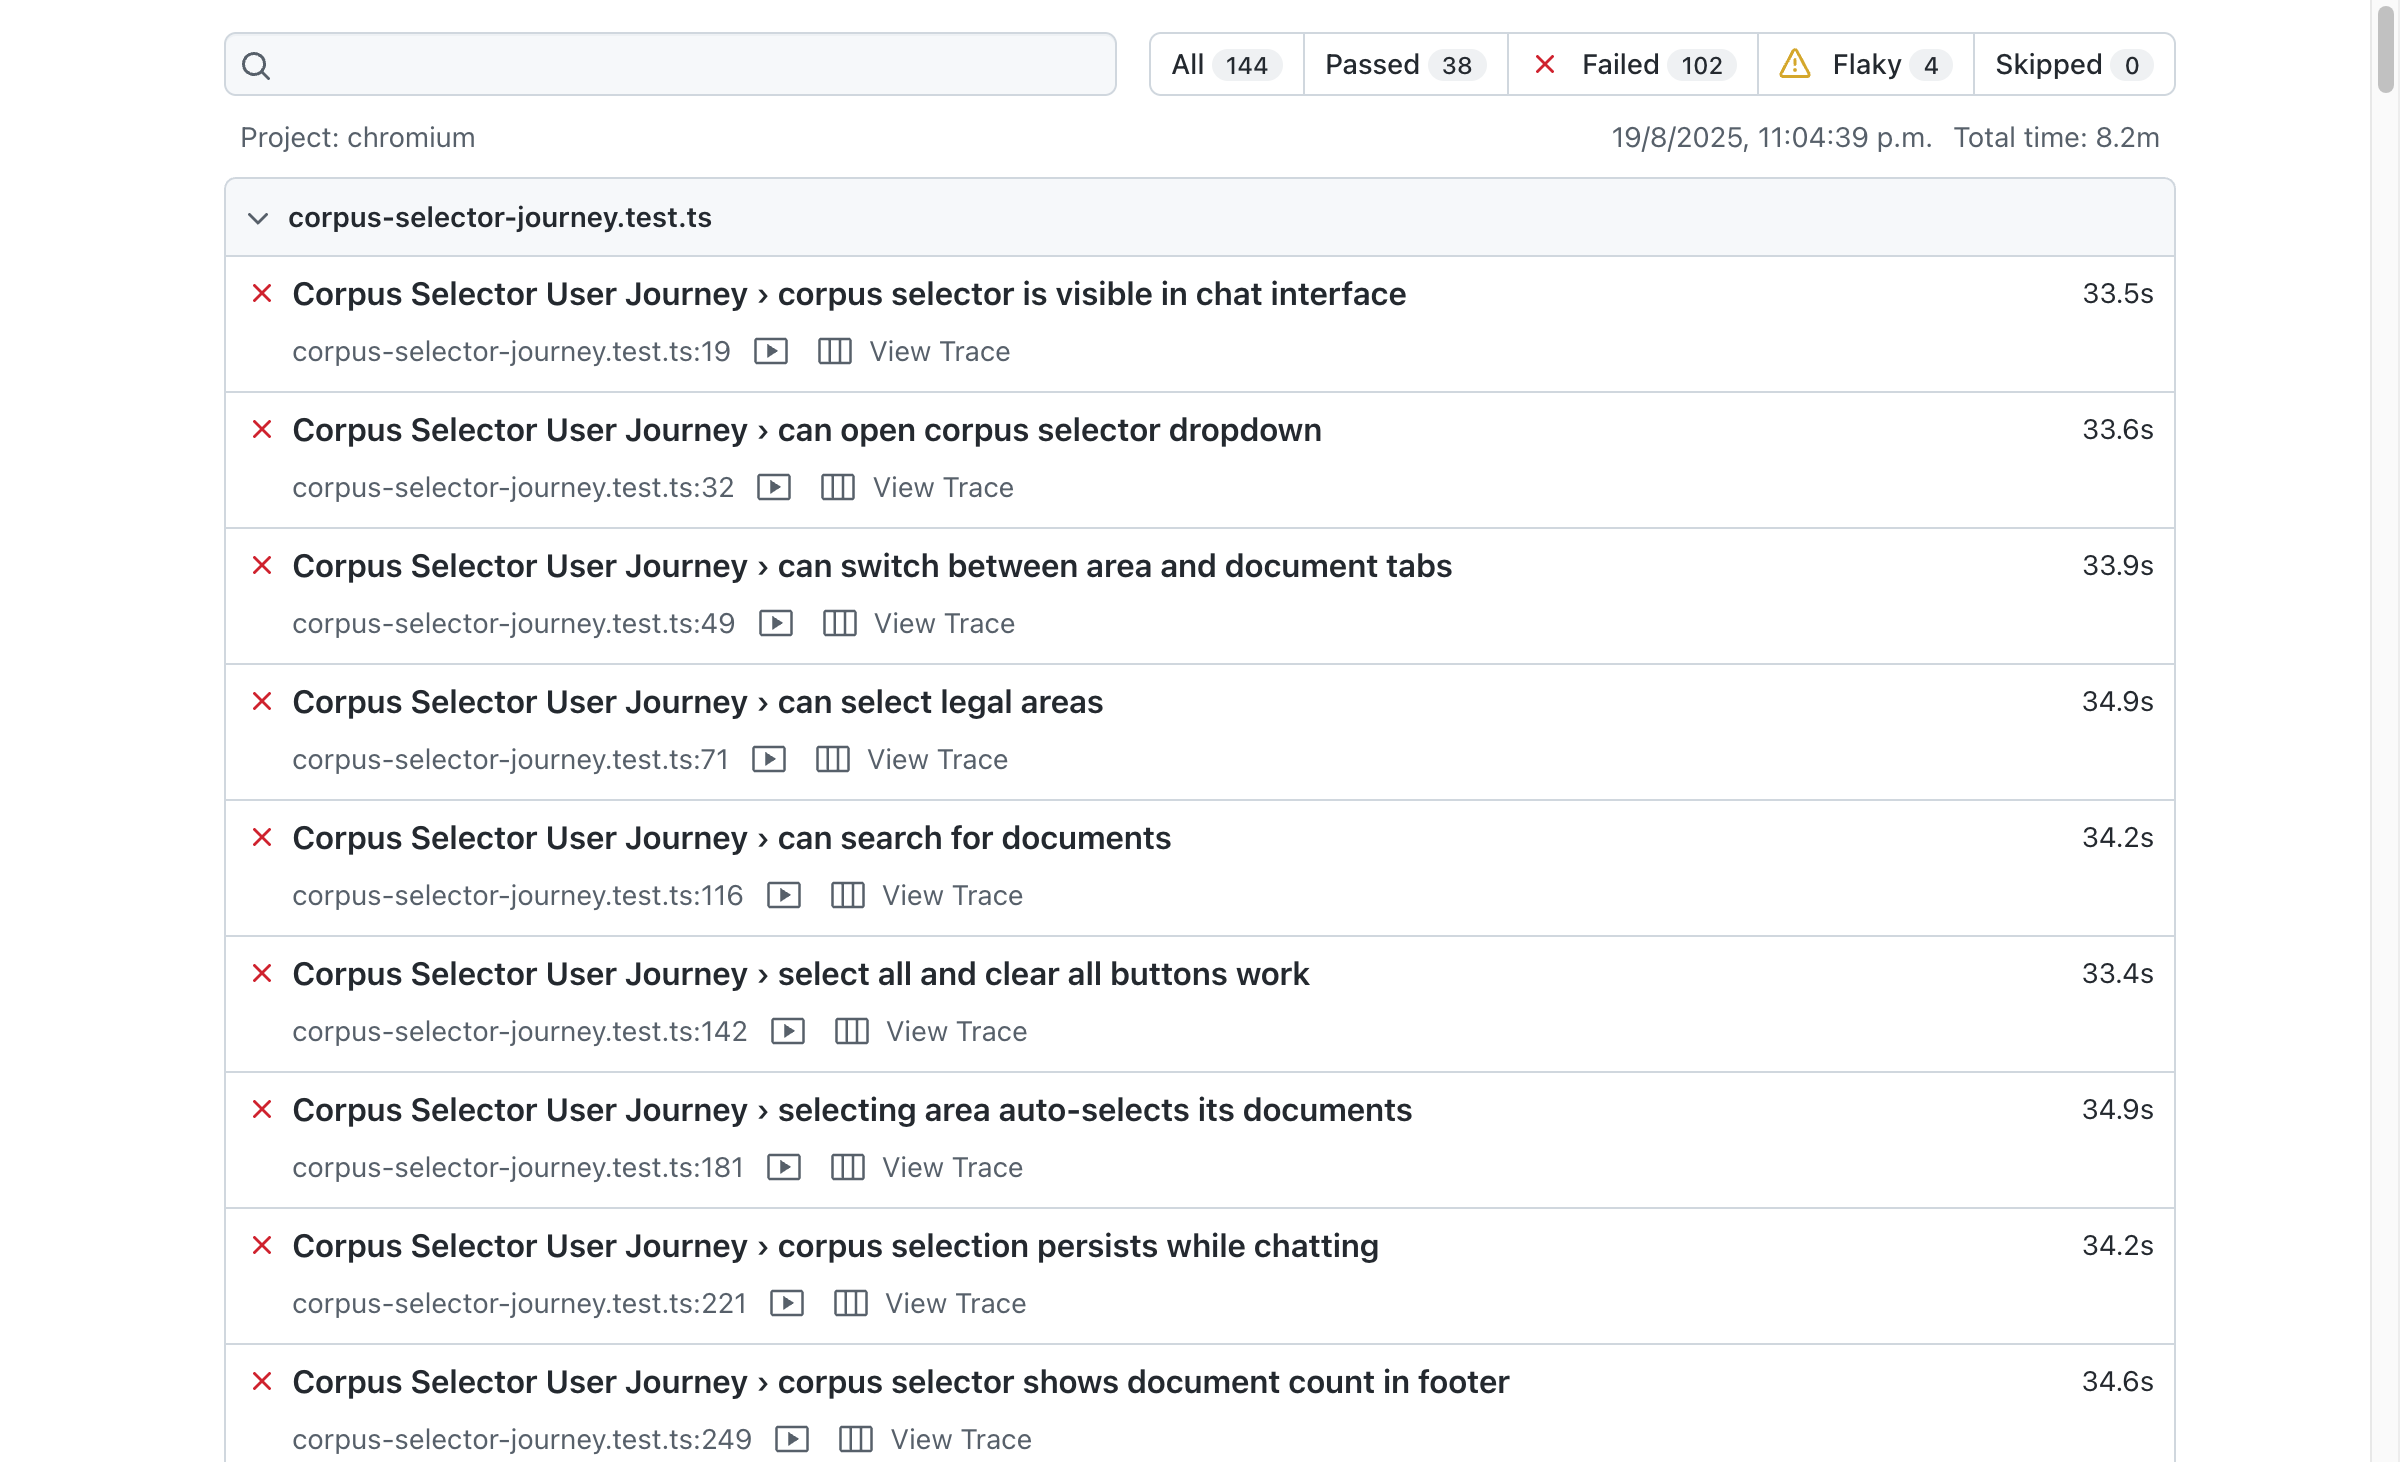 All 144 Passed 38 Failed 102 Flaky 4 Skipped 0
Project: chromium 19/8/2025, 11:04:39 p.m. Total time: 8.2m
corpus-selector-journey.test.ts
Corpus Selector User Journey › corpus selector is visible in chat interface 33.5s
corpus-selector-journey.test.ts:19 View Trace
Corpus Selector User Journey › can open corpus selector dropdown 33.6s
corpus-selector-journey.test.ts:32 View Trace
Corpus Selector User Journey › can switch between area and document tabs 33.9s
corpus-selector-journey.test.ts:49 View Trace
Corpus Selector User Journey › can select legal areas 34.9s
corpus-selector-journey.test.ts:71 View Trace
Corpus Selector User Journey › can search for documents 34.2s
corpus-selector-journey.test.ts:116 View Trace
Corpus Selector User Journey › select all and clear all buttons work 33.4s
corpus-selector-journey.test.ts:142 View Trace
Corpus Selector User Journey › selecting area auto-selects its documents 34.9s
corpus-selector-journey.test.ts:181 View Trace
Corpus Selector User Journey › corpus selection persists while chatting 34.2s
corpus-selector-journey.test.ts:221 View Trace
Corpus Selector User Journey › corpus selector shows document count in footer 34.6s
corpus-selector-journey.test.ts:249 View Trace